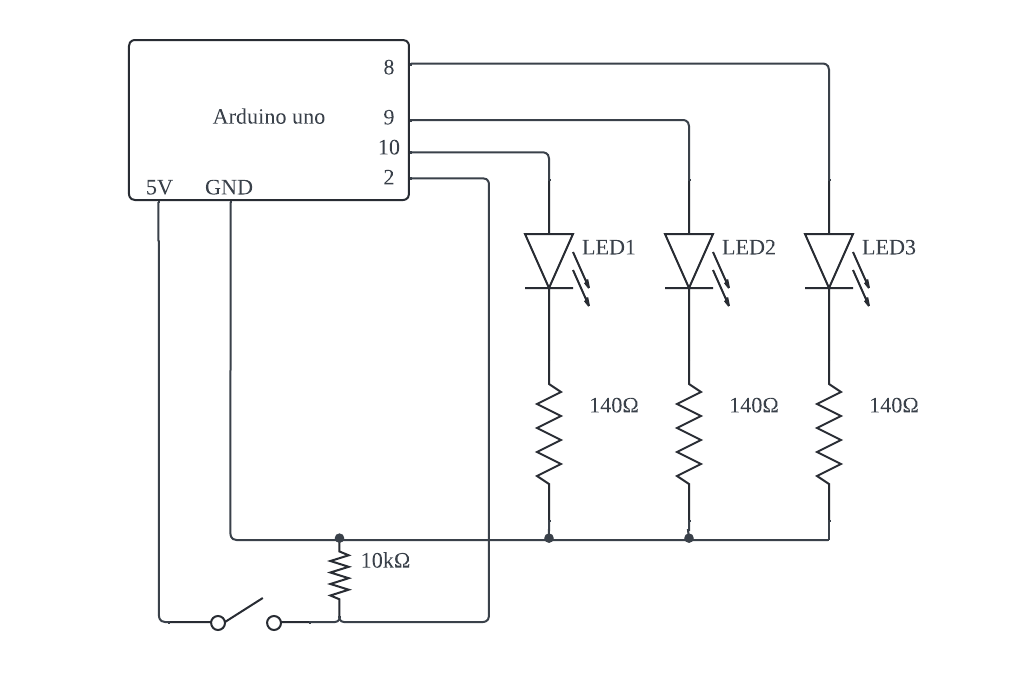 8
Arduino uno
9
10
2
5V GND
LED1 LED2 LED3
140Ω 140Ω 140Ω
10kΩ